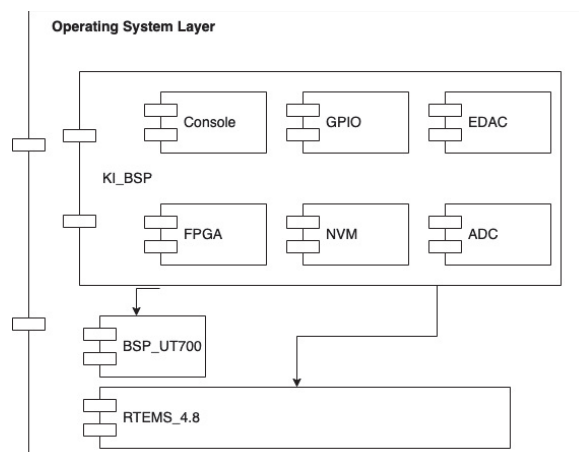 Operating System Layer
Console
GPIO
EDAC
KI_BSP
FPGA
NVM
ADC
BSP_UT700
RTEMS_4.8